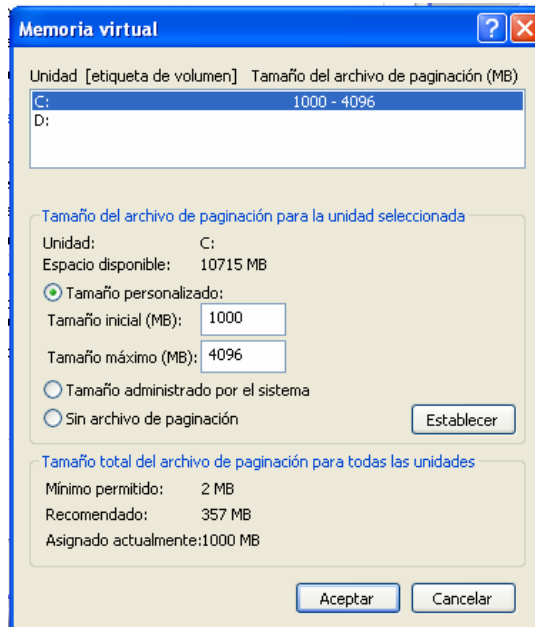 Memoria virtual
Unidad [etiqueta de volumen] Tamaño del archivo de paginación (MB)
C: 1000 - 4096
D:
Tamaño del archivo de paginación para la unidad seleccionada
Unidad: C:
Espacio disponible: 10715 MB
Tamaño personalizado:
Tamaño inicial (MB): 1000
Tamaño máximo (MB): 4096
Tamaño administrado por el sistema
Sin archivo de paginación
Establecer
Tamaño total del archivo de paginación para todas las unidades
Mínimo permitido: 2 MB
Recomendado: 357 MB
Asignado actualmente:1000 MB
Aceptar Cancelar